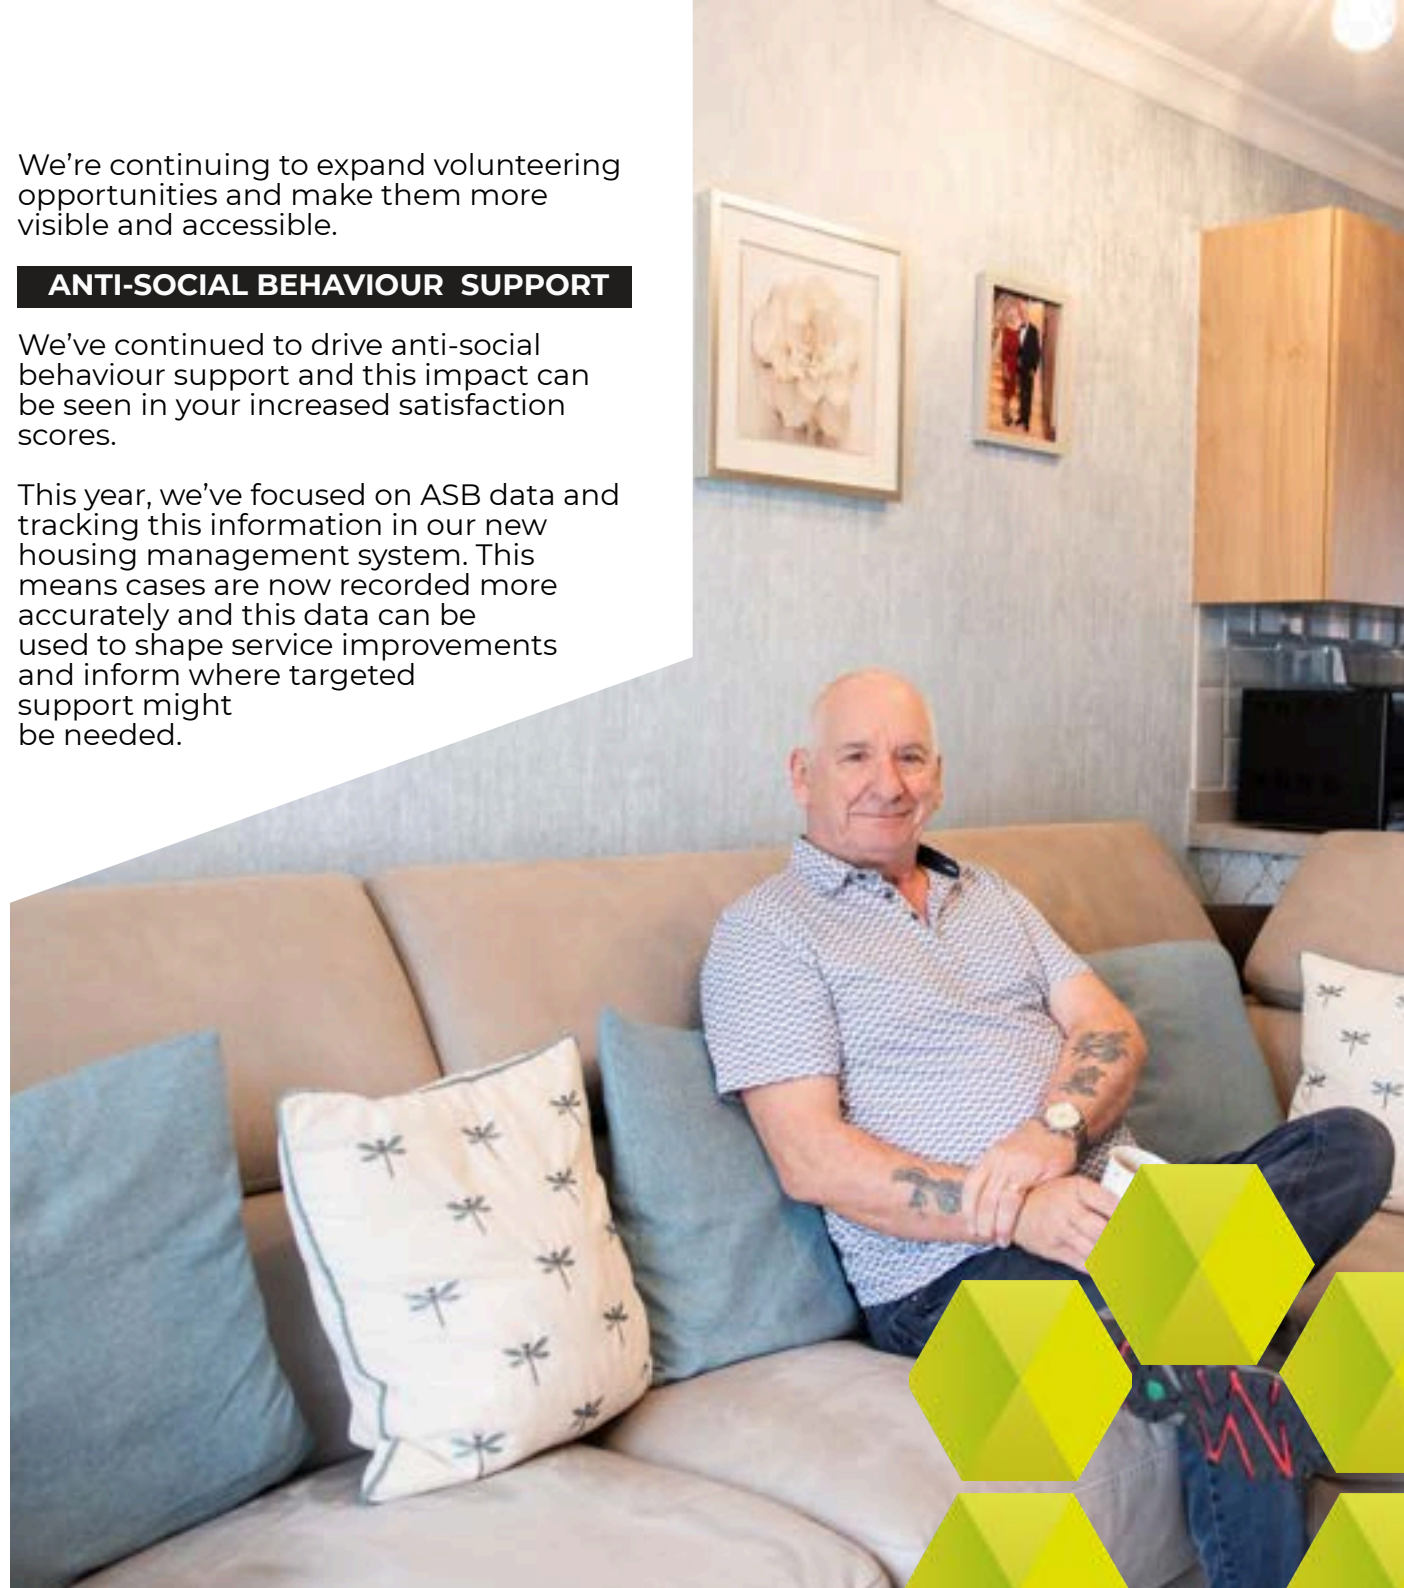 We’re continuing to expand volunteering
opportunities and make them more
visible and accessible.
ANTI-SOCIAL BEHAVIOUR SUPPORT
We’ve continued to drive anti-social
behaviour support and this impact can
be seen in your increased satisfaction
scores.
This year, we’ve focused on ASB data and
tracking this information in our new
housing management system. This
means cases are now recorded more
accurately and this data can be
used to shape service improvements
and inform where targeted
support might
be needed.